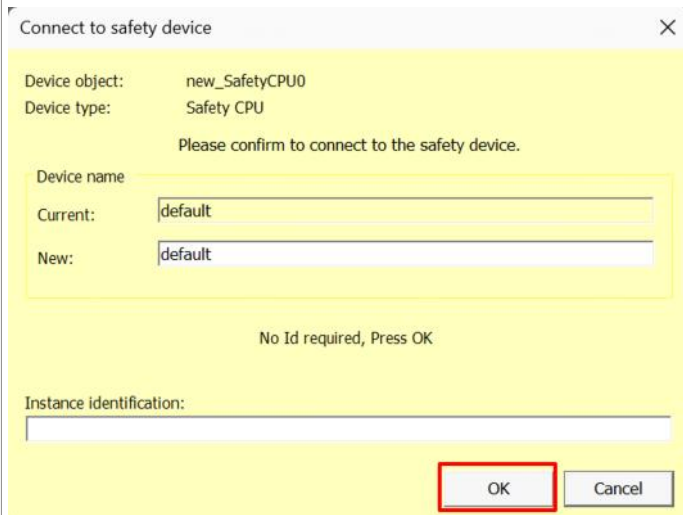 Connect to safety device
Device object: new_SafetyCPU0
Device type: Safety CPU
Please confirm to connect to the safety device.
Device name
Current: default
New: default
No Id required, Press OK
Instance identification:
OK Cancel